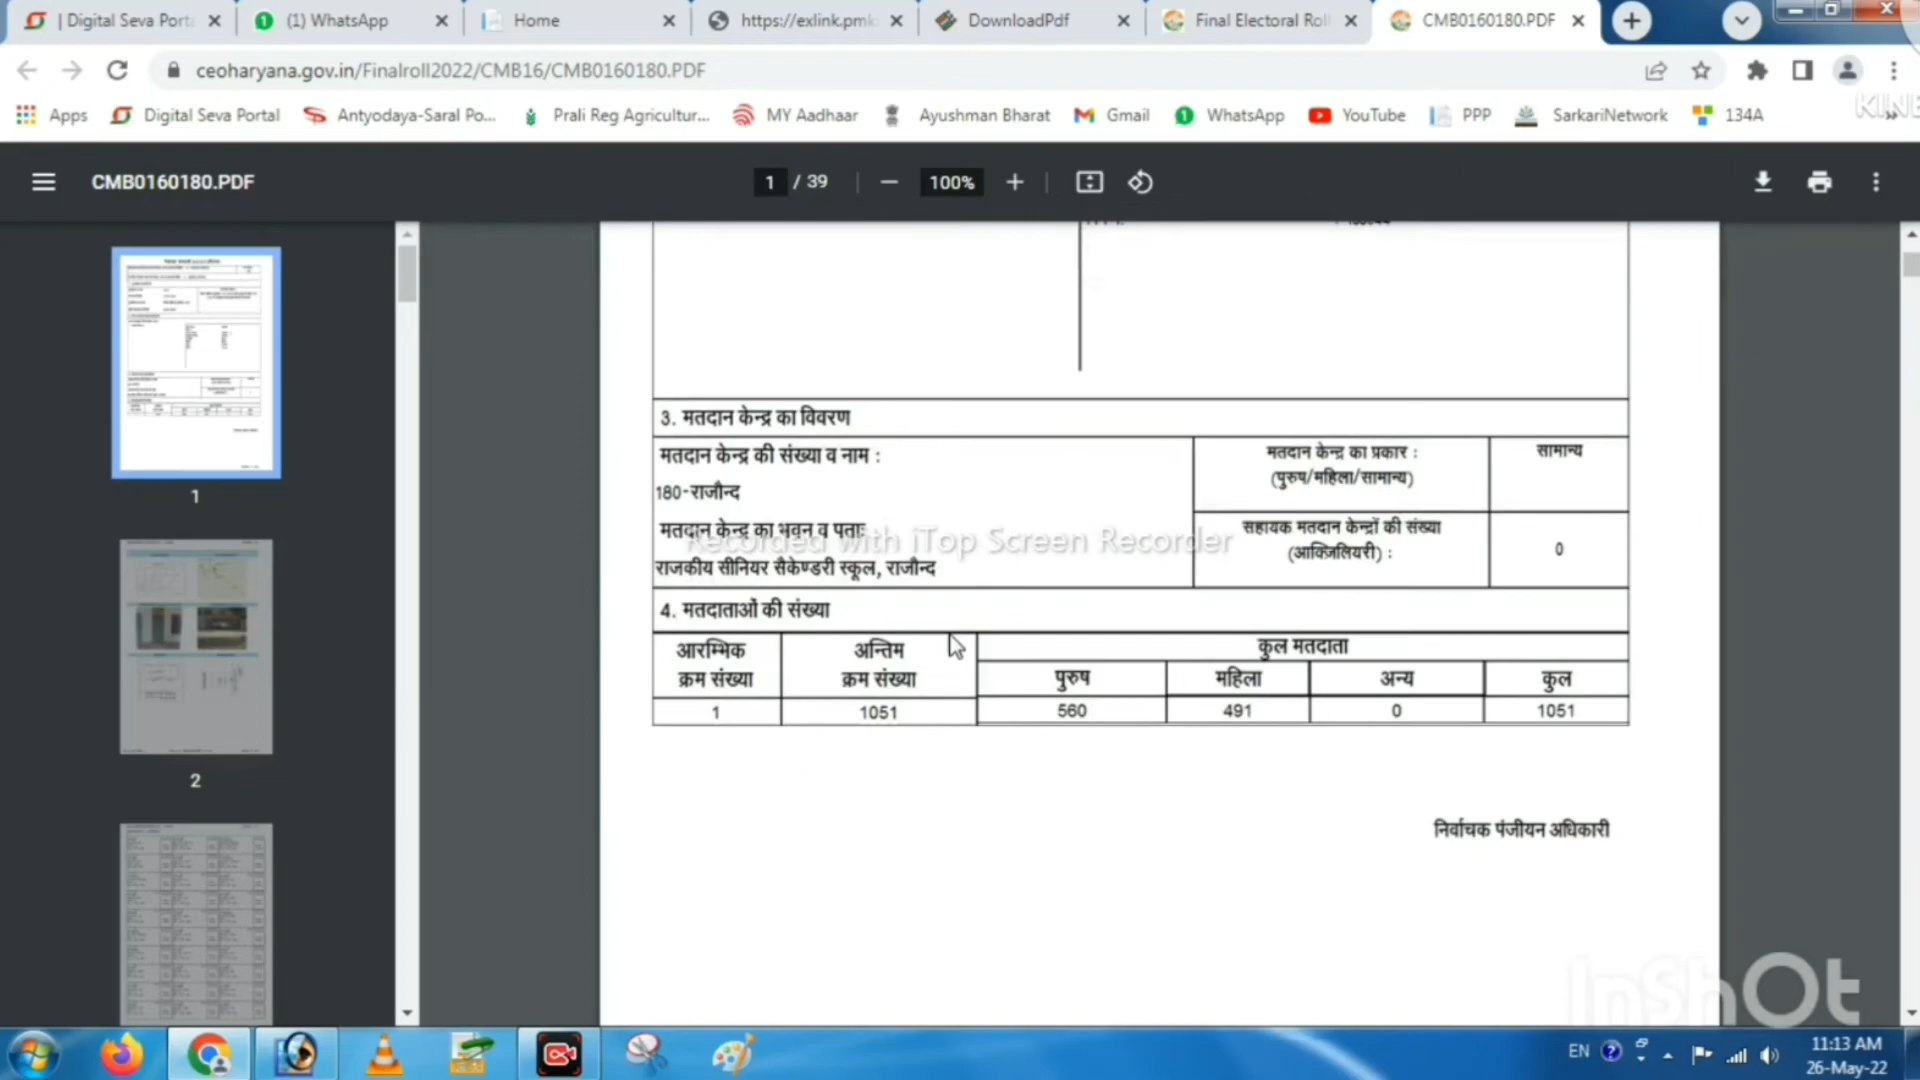 | Digital Seva Porta
(1) WhatsApp
Home
https://exlink.pmk
DownloadPdf
Final Electoral Roll
CMB0160180.PDF
ceoharyana.gov.in/Finalroll2022/CMB16/CMB0160180.PDF
Apps
Digital Seva Portal
Antyodaya-Saral Po...
Prali Reg Agricultur...
MY Aadhaar
Ayushman Bharat
Gmail
WhatsApp
YouTube
PPP
SarkariNetwork
134A
KINE
CMB0160180.PDF
1 / 39
100%
1
2
3. मतदान केन्द्र का विवरण
मतदान केन्द्र की संख्या व नाम :
180-राजौन्द
मतदान केन्द्र का भवन व पताः
राजकीय सीनियर सैकेण्डरी स्कूल, राजौन्द
मतदान केन्द्र का प्रकार :
(पुरुष/महिला/सामान्य)
सामान्य
सहायक मतदान केन्द्रों की संख्या
(आक्जिलियरी) :
0
Recorded with iTop Screen Recorder
4. मतदाताओं की संख्या
आरम्भिक क्रम संख्या
अन्तिम क्रम संख्या
कुल मतदाता
पुरुष महिला अन्य कुल
1 1051 560 491 0 1051
निर्वाचक पंजीयन अधिकारी
InShOt
EN
11:13 AM
26-May-22